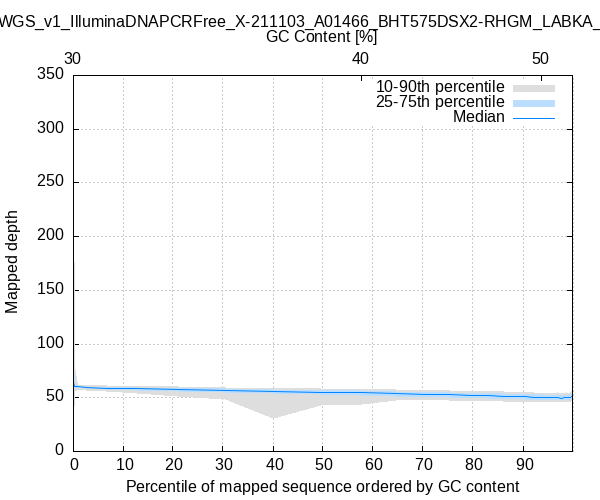 WGS_v1_IlluminaDNAPCRFree_X-211103_A01466_BHT575DSX2-RHGM_LABKA_
GC Content [%]
30 40 50
350
300
250
200
150
100
50
0
Mapped depth
10-90th percentile
25-75th percentile
Median
0 10 20 30 40 50 60 70 80 90
Percentile of mapped sequence ordered by GC content